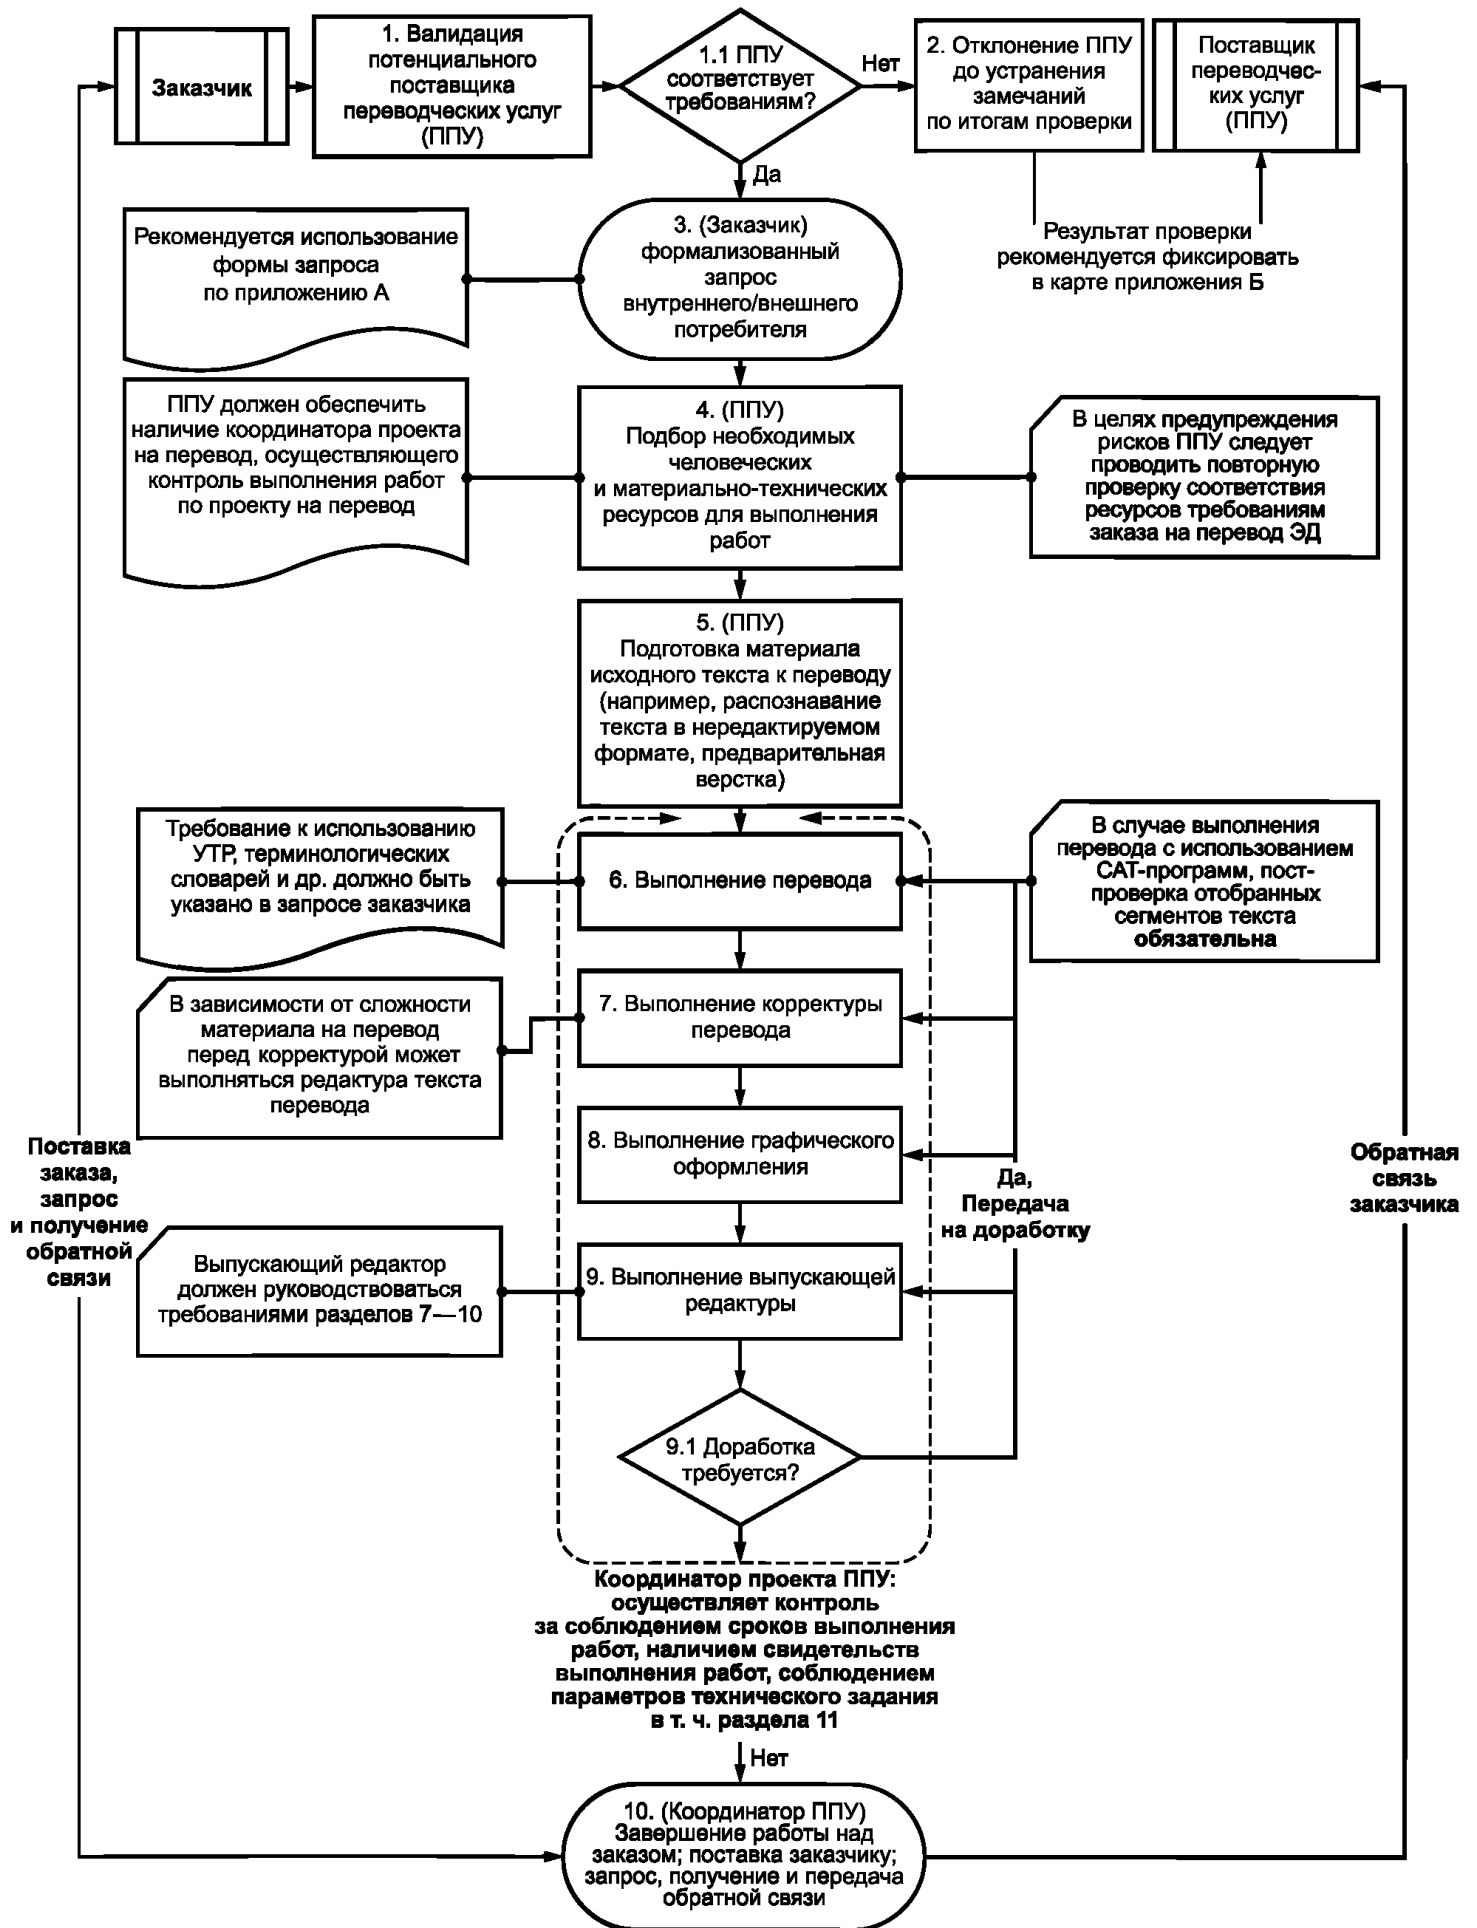 Заказчик
1. Валидация
потенциального
поставщика
переводческих услуг
(ППУ)
1.1 ППУ
соответствует
требованиям?
Нет
2. Отклонение ППУ
до устранения
замечаний
по итогам проверки
Поставщик
переводчес-
ких услуг
(ППУ)
Да
Результат проверки
рекомендуется фиксировать
в карте приложения Б
Рекомендуется использование
формы запроса
по приложению А
3. (Заказчик)
формализованный
запрос
внутреннего/внешнего
потребителя
ППУ должен обеспечить
наличие координатора проекта
на перевод, осуществляющего
контроль выполнения работ
по проекту на перевод
4. (ППУ)
Подбор необходимых
человеческих
и материально-технических
ресурсов для выполнения
работ
В целях предупреждения
рисков ППУ следует
проводить повторную
проверку соответствия
ресурсов требованиям
заказа на перевод ЭД
5. (ППУ)
Подготовка материала
исходного текста к переводу
(например, распознавание
текста в нередактируемом
формате, предварительная
верстка)
Требование к использованию
УТР, терминологических
словарей и др. должно быть
указано в запросе заказчика
6. Выполнение перевода
В случае выполнения
перевода с использованием
САТ-программ, пост-
проверка отобранных
сегментов текста
обязательна
В зависимости от сложности
материала на перевод
перед корректурой может
выполняться редактура текста
перевода
7. Выполнение корректуры
перевода
8. Выполнение графического
оформления
Поставка
заказа,
запрос
и получение
обратной
связи
Да,
Передача
на доработку
Обратная
связь
заказчика
Выпускающий редактор
должен руководствоваться
требованиями разделов 7—10
9. Выполнение выпускающей
редактуры
9.1 Доработка
требуется?
Координатор проекта ППУ:
осуществляет контроль
за соблюдением сроков выполнения
работ, наличием свидетельств
выполнения работ, соблюдением
параметров технического задания
в т. ч. раздела 11
Нет
10. (Координатор ППУ)
Завершение работы над
заказом; поставка заказчику;
запрос, получение и передача
обратной связи